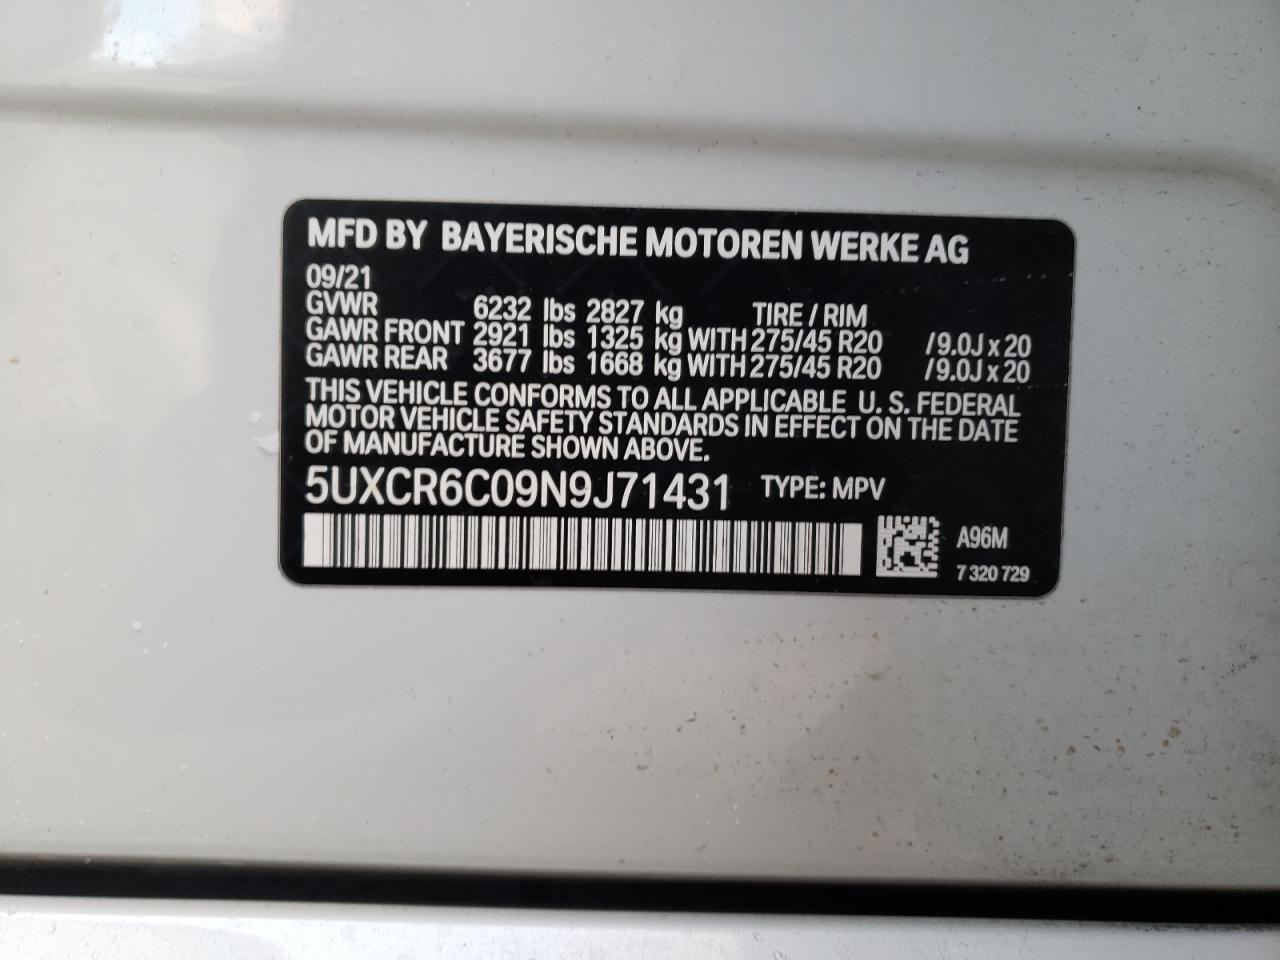 MFD BY BAYERISCHE MOTOREN WERKE AG
09/21
GVWR 6232 lbs 2827 kg TIRE / RIM
GAWR FRONT 2921 lbs 1325 kg WITH 275/45 R20 /9.0J x 20
GAWR REAR 3677 lbs 1668 kg WITH 275/45 R20 /9.0J x 20
THIS VEHICLE CONFORMS TO ALL APPLICABLE U. S. FEDERAL
MOTOR VEHICLE SAFETY STANDARDS IN EFFECT ON THE DATE
OF MANUFACTURE SHOWN ABOVE.
5UXCR6C09N9J71431 TYPE: MPV
A96M
7 320 729